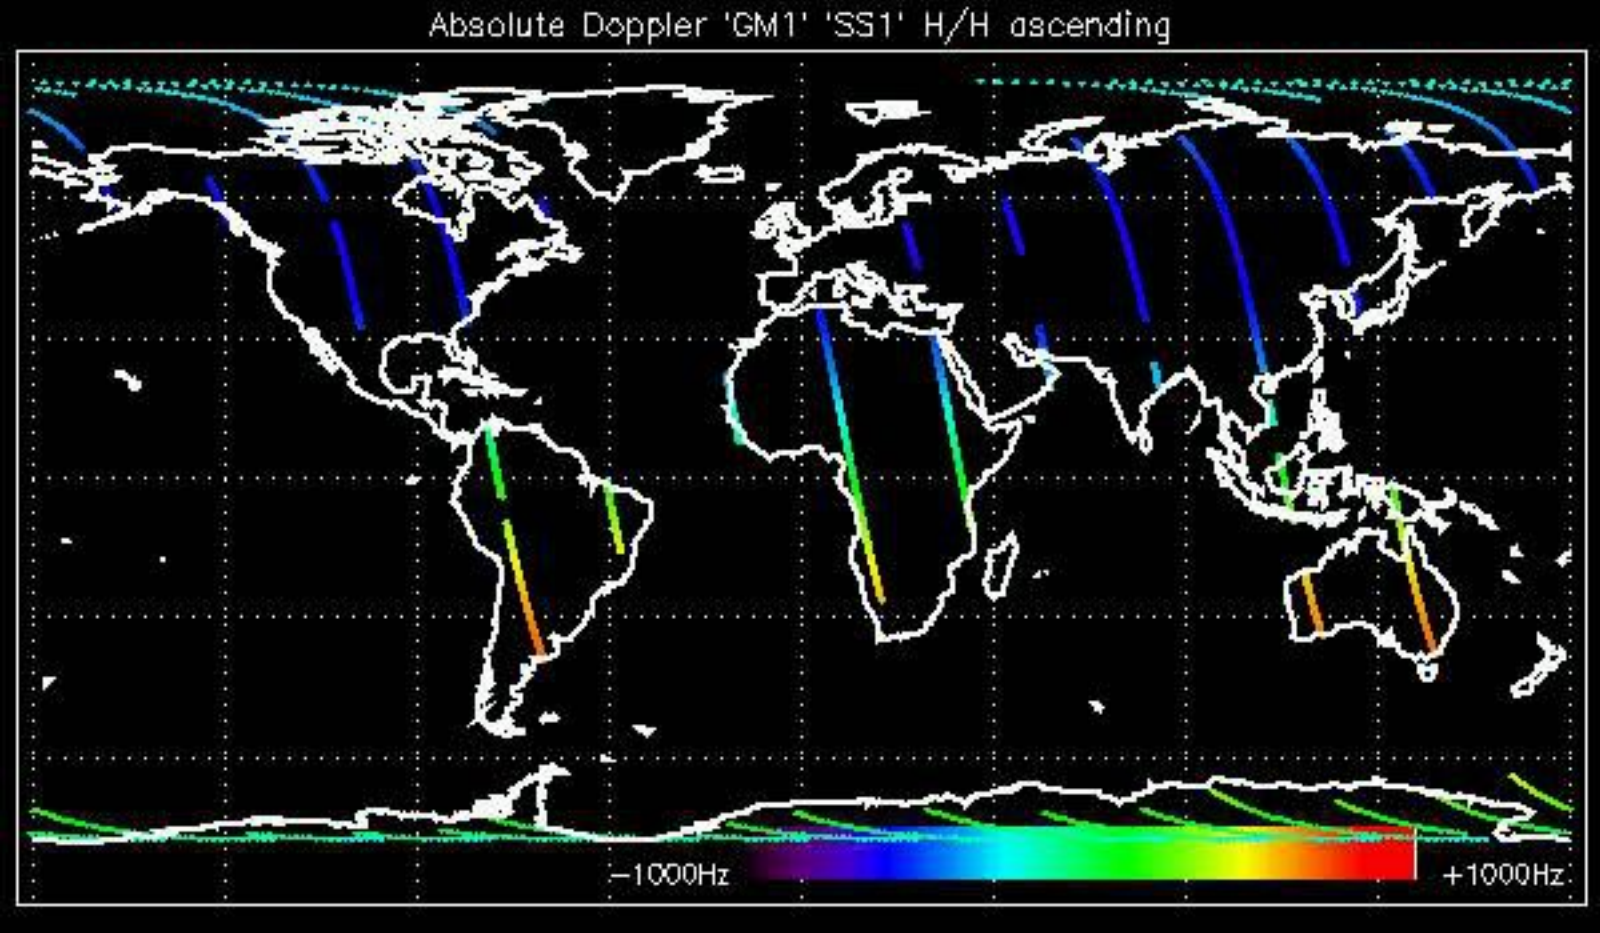 Absolute Doppler 'GM1' 'SS1' H/H ascending
−1000Hz
+1000Hz